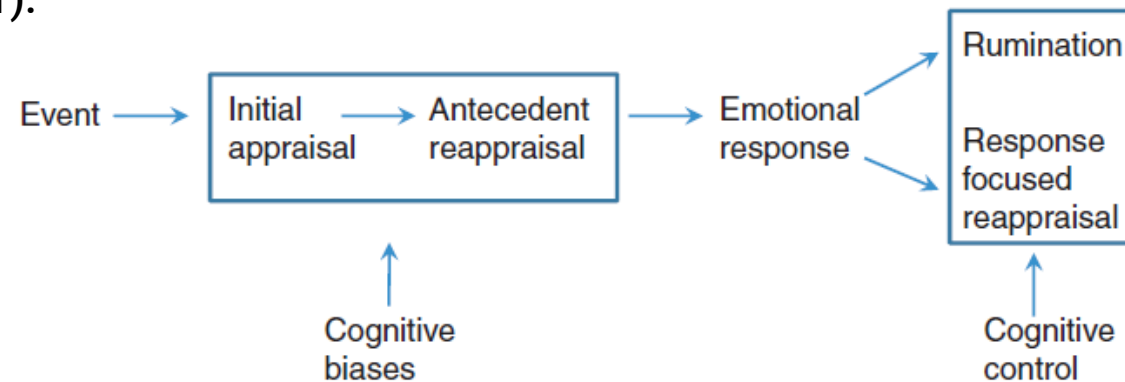 Rumination
Event
Initial
appraisal
Antecedent
reappraisal
Emotional
response
Response
focused
reappraisal
Cognitive
biases
Cognitive
control